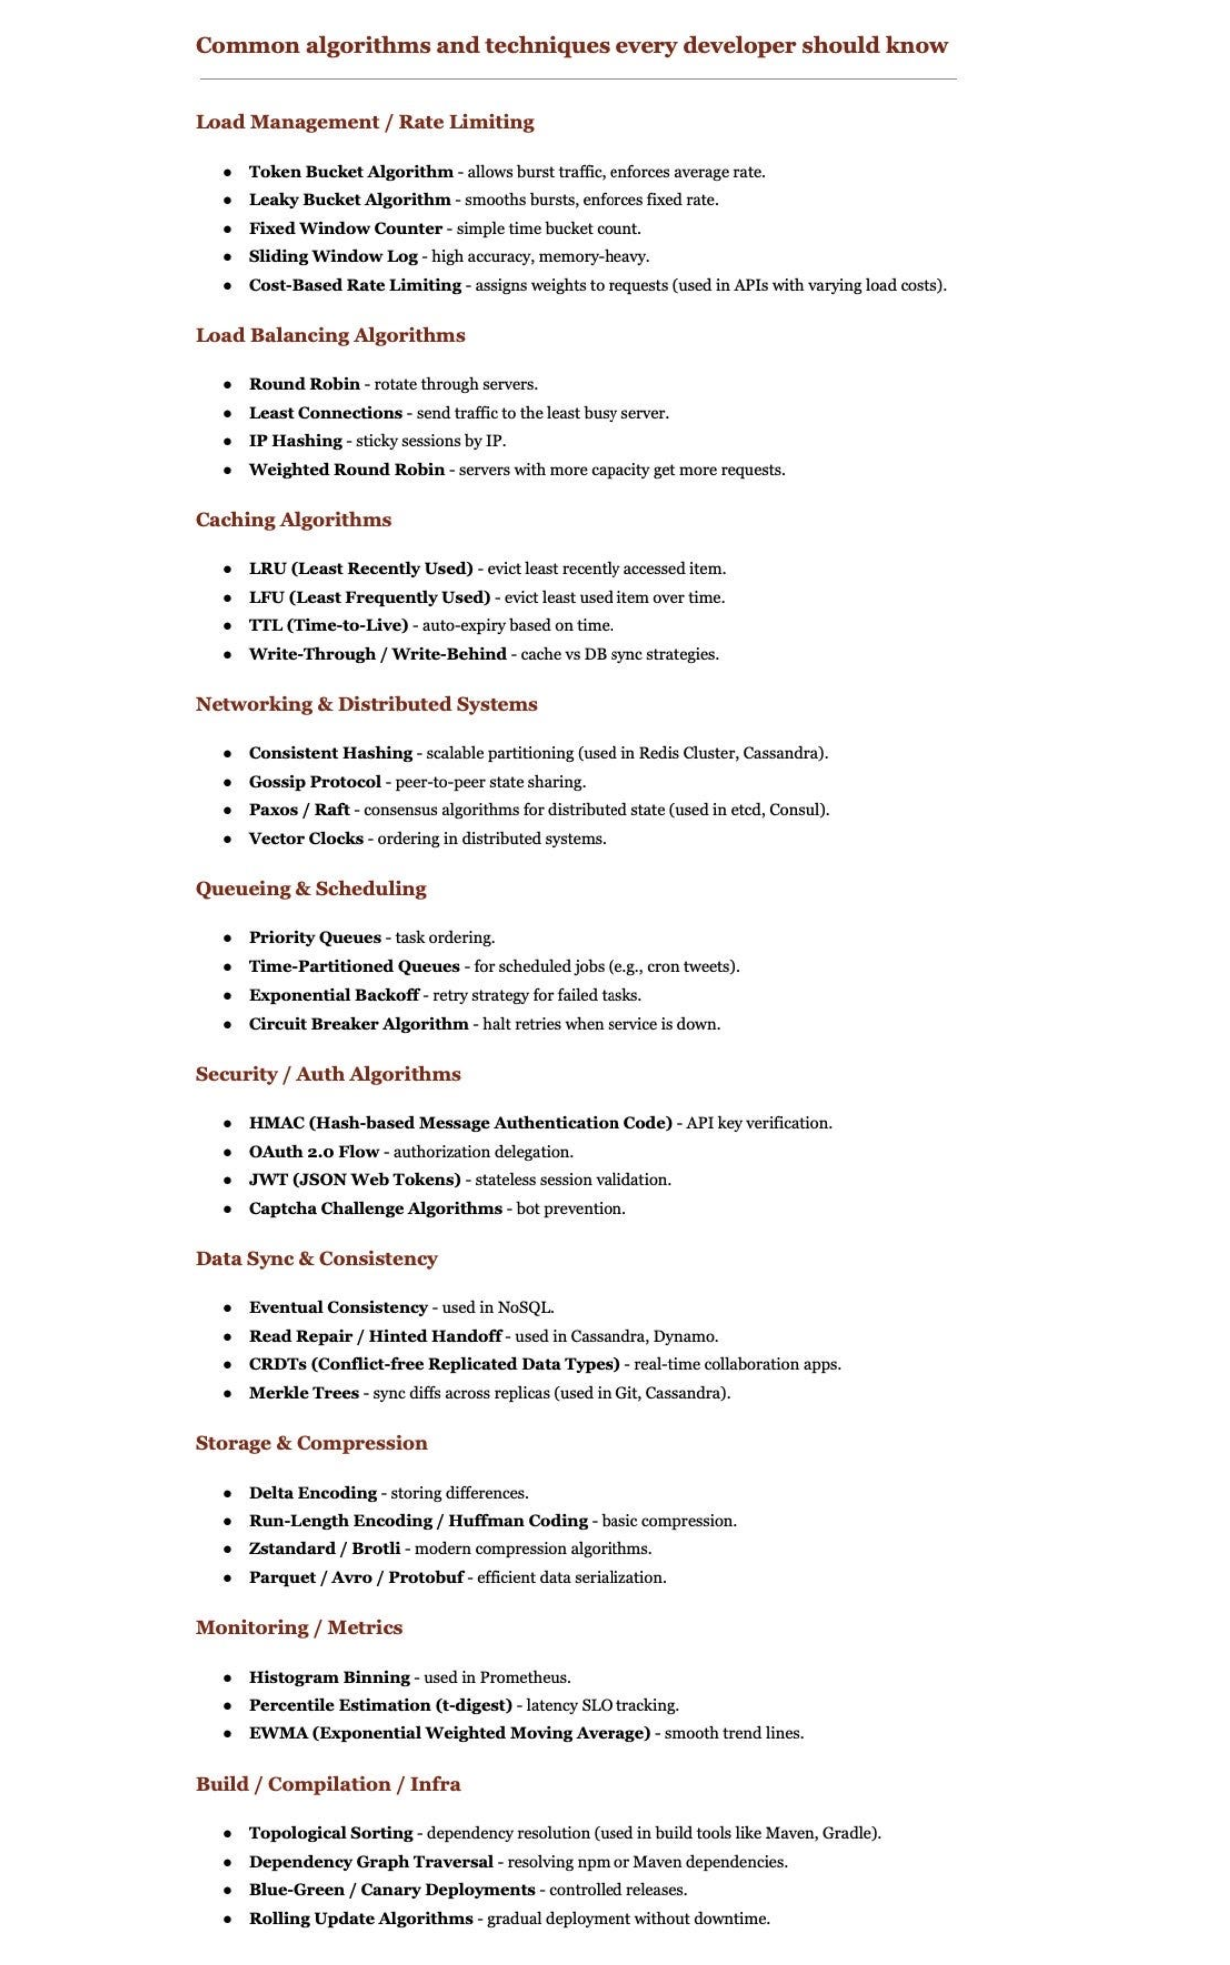 Common algorithms and techniques every developer should know
Load Management / Rate Limiting
● Token Bucket Algorithm - allows burst traffic, enforces average rate.
● Leaky Bucket Algorithm - smooths bursts, enforces fixed rate.
● Fixed Window Counter - simple time bucket count.
● Sliding Window Log - high accuracy, memory-heavy.
● Cost-Based Rate Limiting - assigns weights to requests (used in APIs with varying load costs).
Load Balancing Algorithms
● Round Robin - rotate through servers.
● Least Connections - send traffic to the least busy server.
● IP Hashing - sticky sessions by IP.
● Weighted Round Robin - servers with more capacity get more requests.
Caching Algorithms
● LRU (Least Recently Used) - evict least recently accessed item.
● LFU (Least Frequently Used) - evict least used item over time.
● TTL (Time-to-Live) - auto-expiry based on time.
● Write-Through / Write-Behind - cache vs DB sync strategies.
Networking & Distributed Systems
● Consistent Hashing - scalable partitioning (used in Redis Cluster, Cassandra).
● Gossip Protocol - peer-to-peer state sharing.
● Paxos / Raft - consensus algorithms for distributed state (used in etcd, Consul).
● Vector Clocks - ordering in distributed systems.
Queueing & Scheduling
● Priority Queues - task ordering.
● Time-Partitioned Queues - for scheduled jobs (e.g., cron tweets).
● Exponential Backoff - retry strategy for failed tasks.
● Circuit Breaker Algorithm - halt retries when service is down.
Security / Auth Algorithms
● HMAC (Hash-based Message Authentication Code) - API key verification.
● OAuth 2.0 Flow - authorization delegation.
● JWT (JSON Web Tokens) - stateless session validation.
● Captcha Challenge Algorithms - bot prevention.
Data Sync & Consistency
● Eventual Consistency - used in NoSQL.
● Read Repair / Hinted Handoff - used in Cassandra, Dynamo.
● CRDTs (Conflict-free Replicated Data Types) - real-time collaboration apps.
● Merkle Trees - sync diffs across replicas (used in Git, Cassandra).
Storage & Compression
● Delta Encoding - storing differences.
● Run-Length Encoding / Huffman Coding - basic compression.
● Zstandard / Brotli - modern compression algorithms.
● Parquet / Avro / Protobuf - efficient data serialization.
Monitoring / Metrics
● Histogram Binning - used in Prometheus.
● Percentile Estimation (t-digest) - latency SLO tracking.
● EWMA (Exponential Weighted Moving Average) - smooth trend lines.
Build / Compilation / Infra
● Topological Sorting - dependency resolution (used in build tools like Maven, Gradle).
● Dependency Graph Traversal - resolving npm or Maven dependencies.
● Blue-Green / Canary Deployments - controlled releases.
● Rolling Update Algorithms - gradual deployment without downtime.